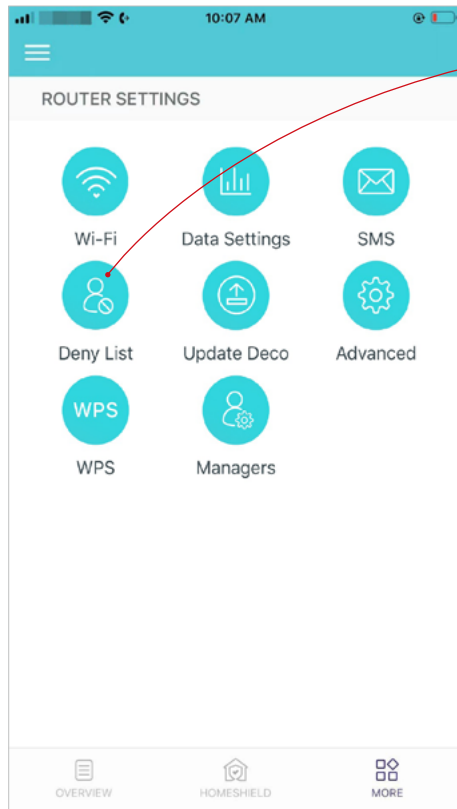 10:07 AM
ROUTER SETTINGS
Wi-Fi Data Settings SMS
Deny List Update Deco Advanced
WPS
WPS Managers
OVERVIEW HOMESHIELD MORE